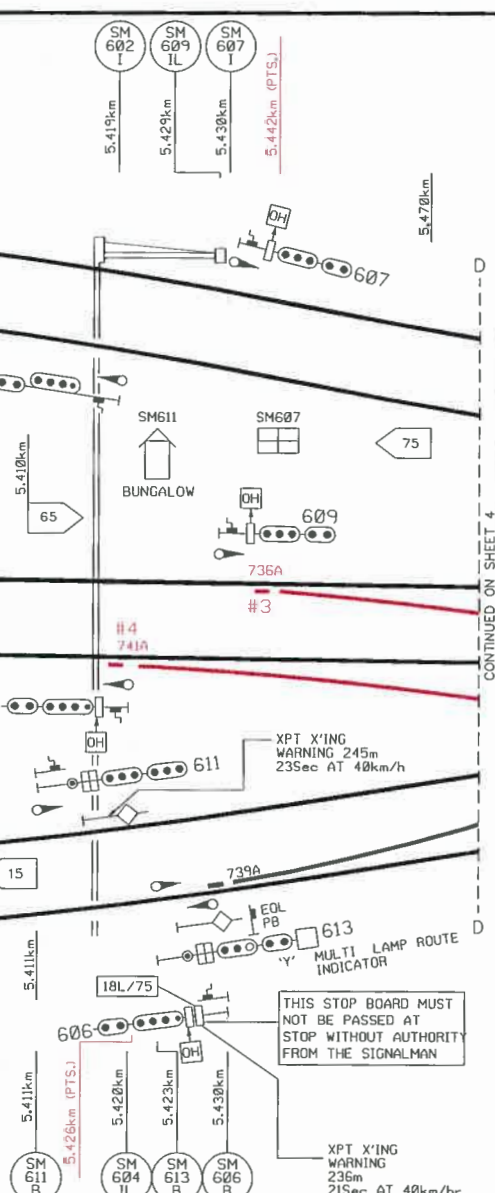 SM
602
I
SM
609
IL
SM
607
I
5.419km
5.429km
5.430km
5.442km (PTS.)
5.470km
OH
607
D
SM611
BUNGALOW
SM607
75
5.410km
65
OH
609
736A
#3
#4
741A
CONTINUED ON SHEET 4
OH
611
XPT X'ING
WARNING 245m
23Sec AT 40km/h
15
739A
EOL
PB
613
'Y' MULTI LAMP ROUTE
INDICATOR
D
5.411km
18L/75
606
OH
THIS STOP BOARD MUST
NOT BE PASSED AT
STOP WITHOUT AUTHORITY
FROM THE SIGNALMAN
5.411km
5.426km (PTS.)
5.420km
5.423km
5.430km
XPT X'ING
WARNING
236m
21Sec AT 40km/hr
SM
611
B
SM
604
IL
SM
613
B
SM
606
B